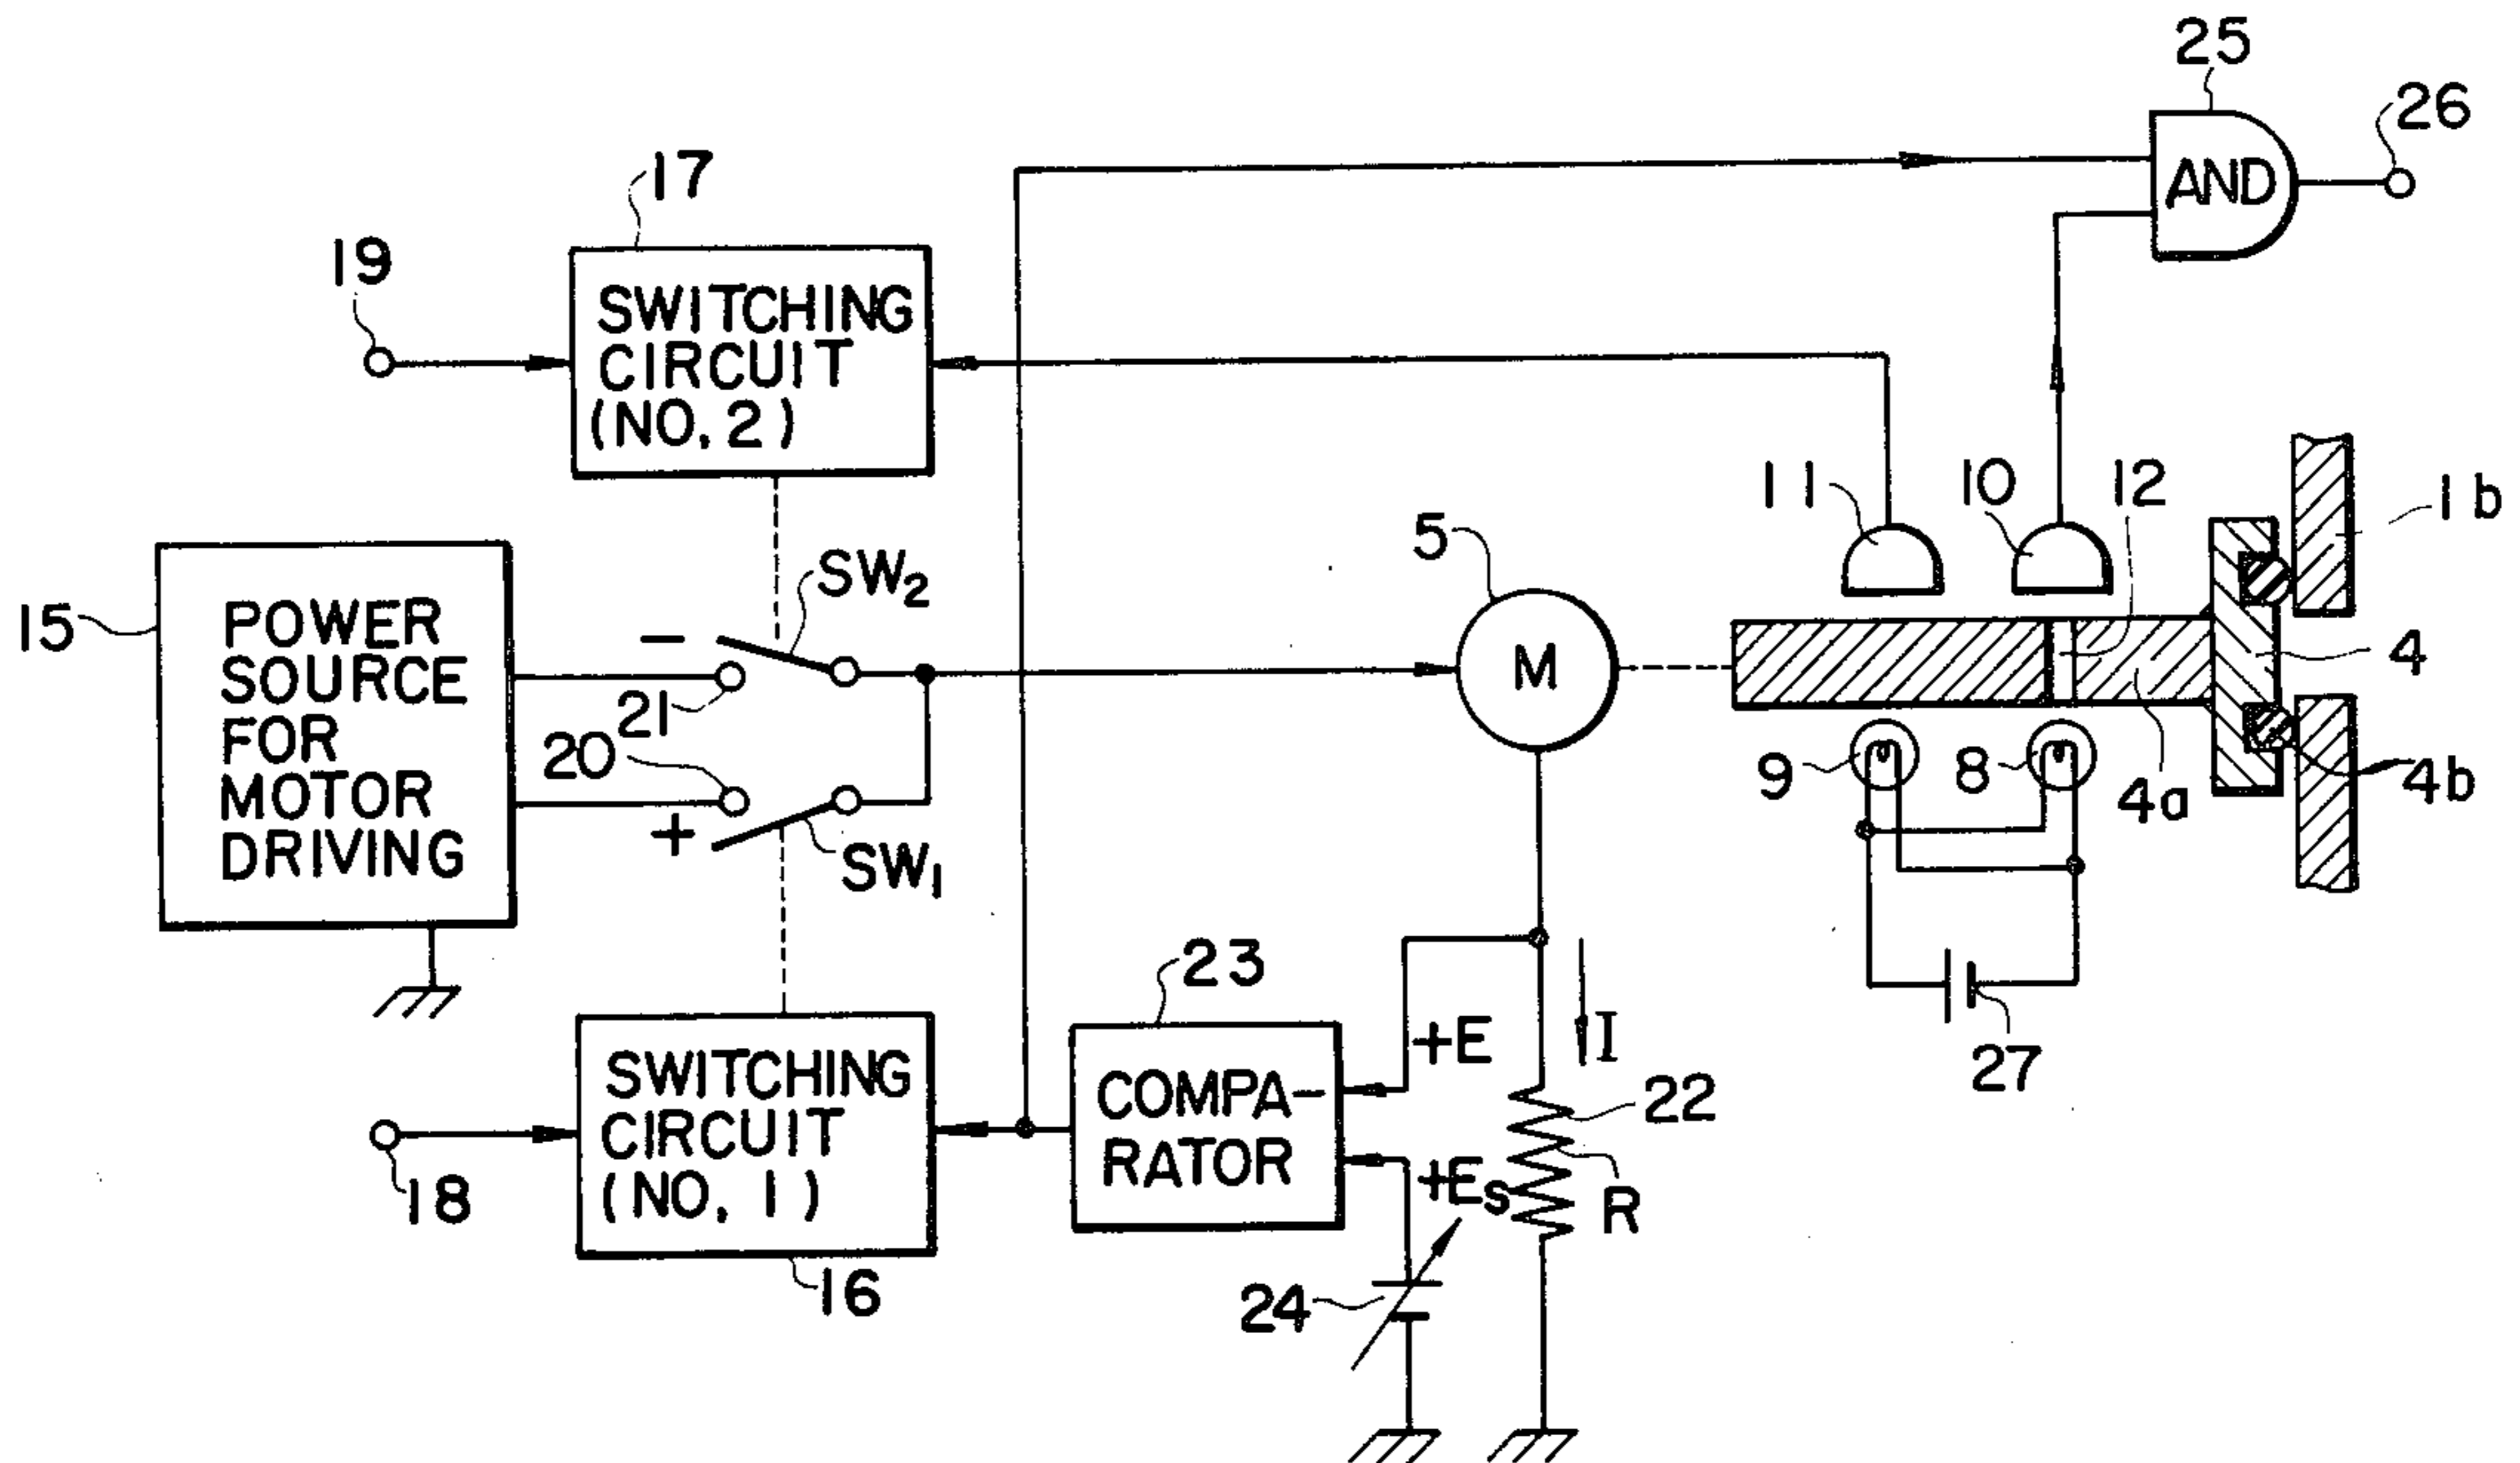 25
26
17
19
SWITCHING
CIRCUIT
(NO, 2)
AND
11
10
12
1b
5
SW2
15
POWER
SOURCE
FOR
MOTOR
DRIVING
−
21
20
+
SW1
M
4
9
8
4a
4b
23
+E
I
27
SWITCHING
CIRCUIT
(NO, 1)
COMPA-
RATOR
22
18
+Es
R
16
24